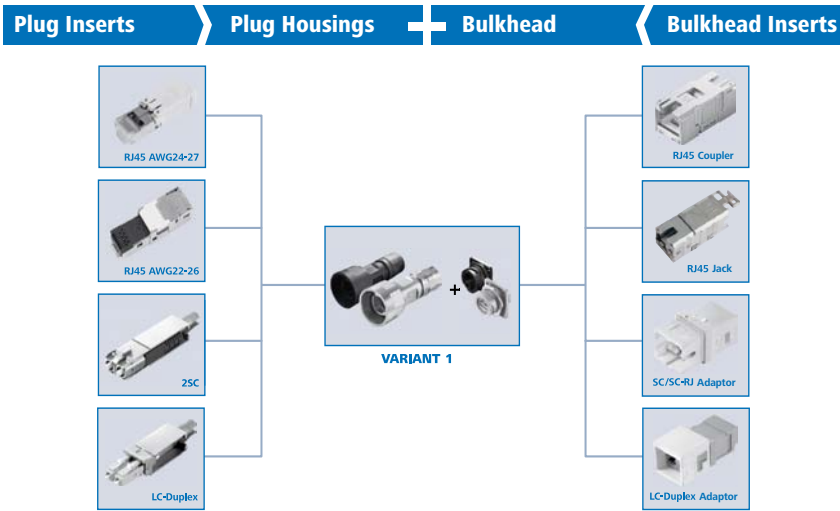 Plug Inserts
Plug Housings
Bulkhead
Bulkhead Inserts
RJ45 AWG24-27
RJ45 AWG22-26
2SC
LC-Duplex
+
VARIANT 1
RJ45 Coupler
RJ45 Jack
SC/SC-RJ Adaptor
LC-Duplex Adaptor